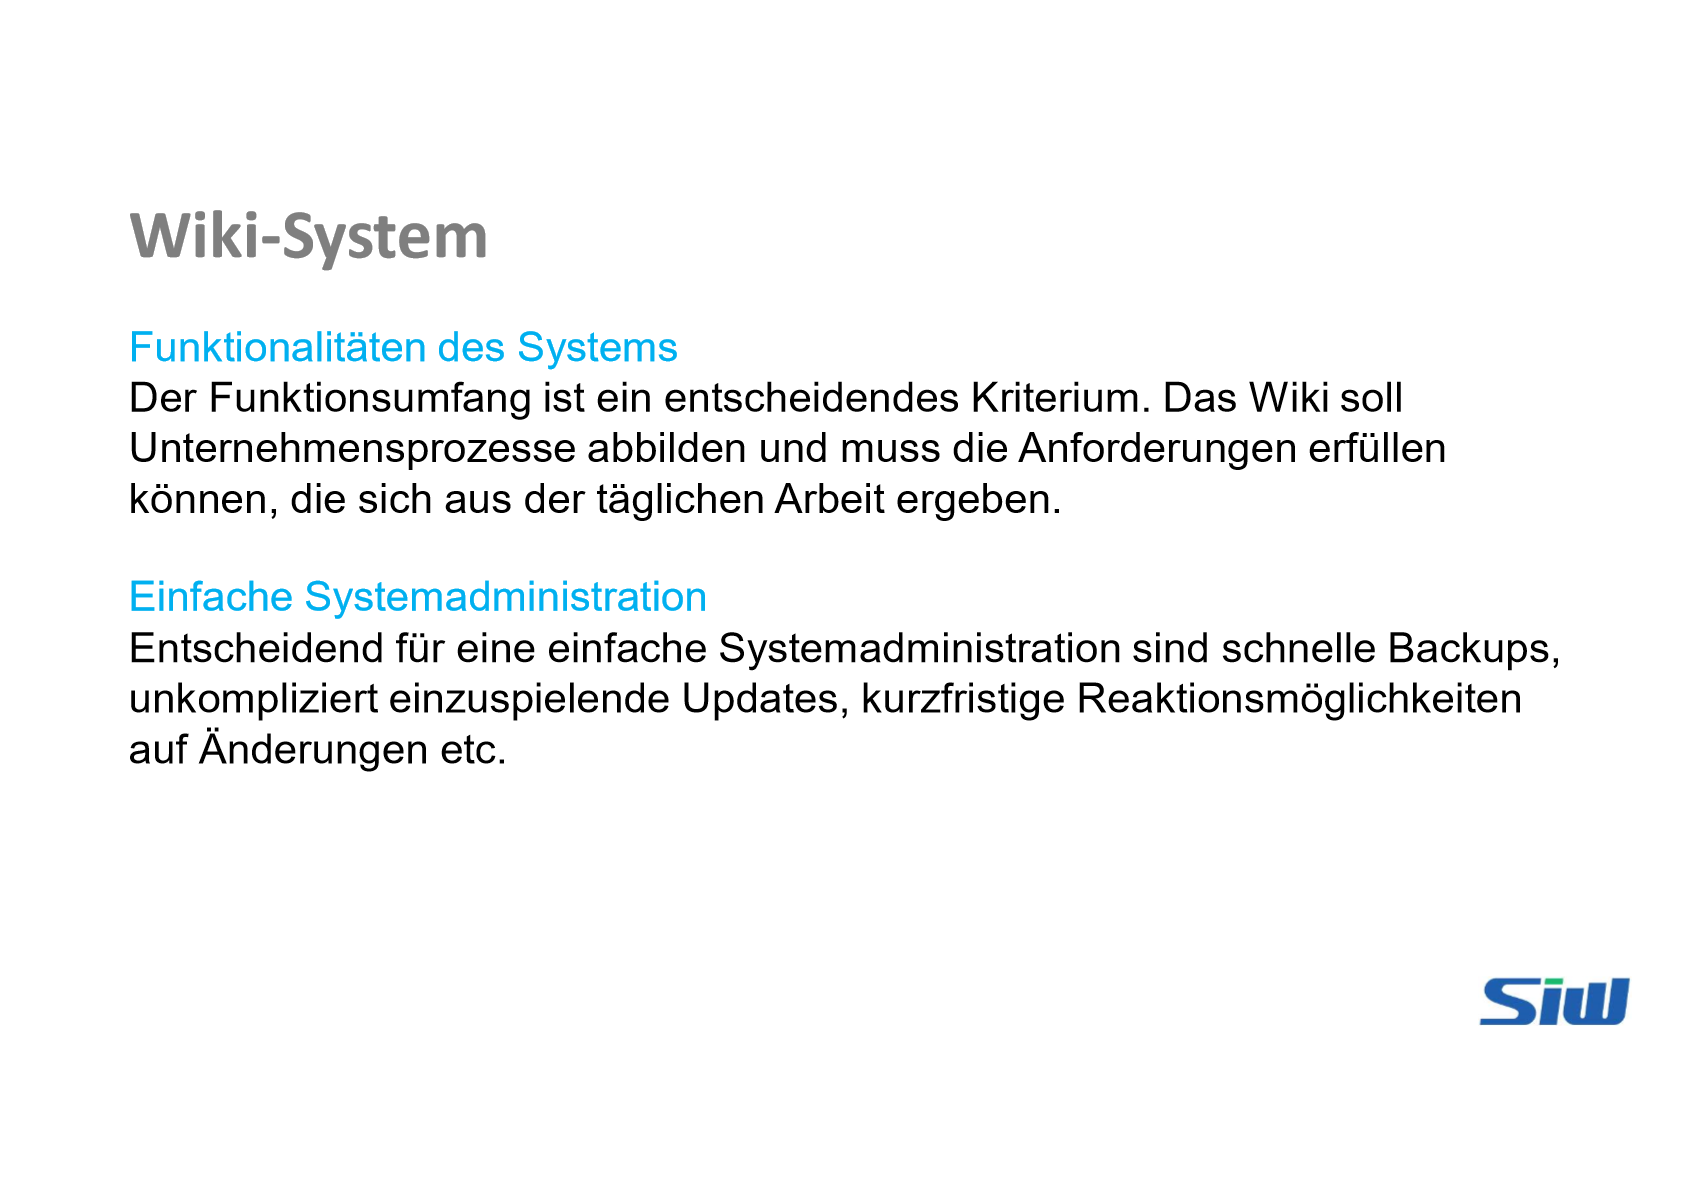 Wiki-System
Funktionalitäten des Systems
Der Funktionsumfang ist ein entscheidendes Kriterium. Das Wiki soll
Unternehmensprozesse abbilden und muss die Anforderungen erfüllen
können, die sich aus der täglichen Arbeit ergeben.
Einfache Systemadministration
Entscheidend für eine einfache Systemadministration sind schnelle Backups,
unkompliziert einzuspielende Updates, kurzfristige Reaktionsmöglichkeiten
auf Änderungen etc.
Siw